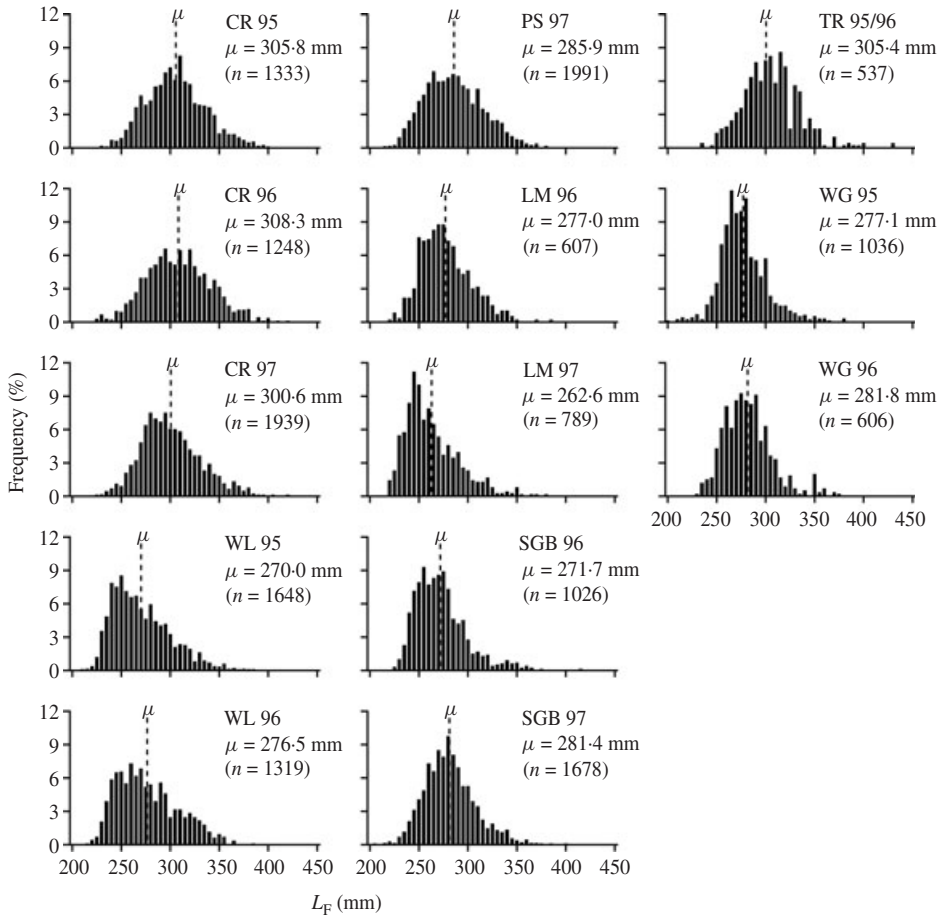 12
9
6
3
0
μ
CR 95
μ = 305·8 mm
(n = 1333)
μ
PS 97
μ = 285·9 mm
(n = 1991)
μ
TR 95/96
μ = 305·4 mm
(n = 537)
12
9
6
3
0
μ
CR 96
μ = 308·3 mm
(n = 1248)
μ
LM 96
μ = 277·0 mm
(n = 607)
μ
WG 95
μ = 277·1 mm
(n = 1036)
Frequency (%)
12
9
6
3
0
μ
CR 97
μ = 300·6 mm
(n = 1939)
μ
LM 97
μ = 262·6 mm
(n = 789)
μ
WG 96
μ = 281·8 mm
(n = 606)
200 250 300 350 400 450
12
9
6
3
0
μ
WL 95
μ = 270·0 mm
(n = 1648)
μ
SGB 96
μ = 271·7 mm
(n = 1026)
12
9
6
3
0
μ
WL 96
μ = 276·5 mm
(n = 1319)
μ
SGB 97
μ = 281·4 mm
(n = 1678)
200 250 300 350 400 450
200 250 300 350 400 450
LF (mm)